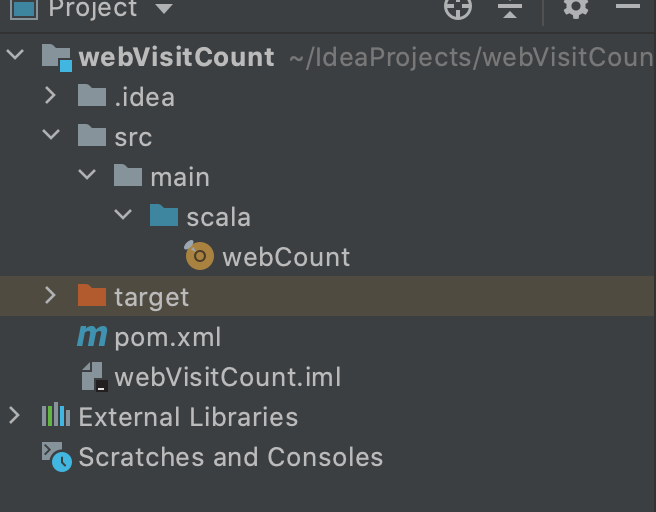 Project
webVisitCount ~/IdeaProjects/webVisitCoun
.idea
src
main
scala
webCount
target
pom.xml
webVisitCount.iml
External Libraries
Scratches and Consoles